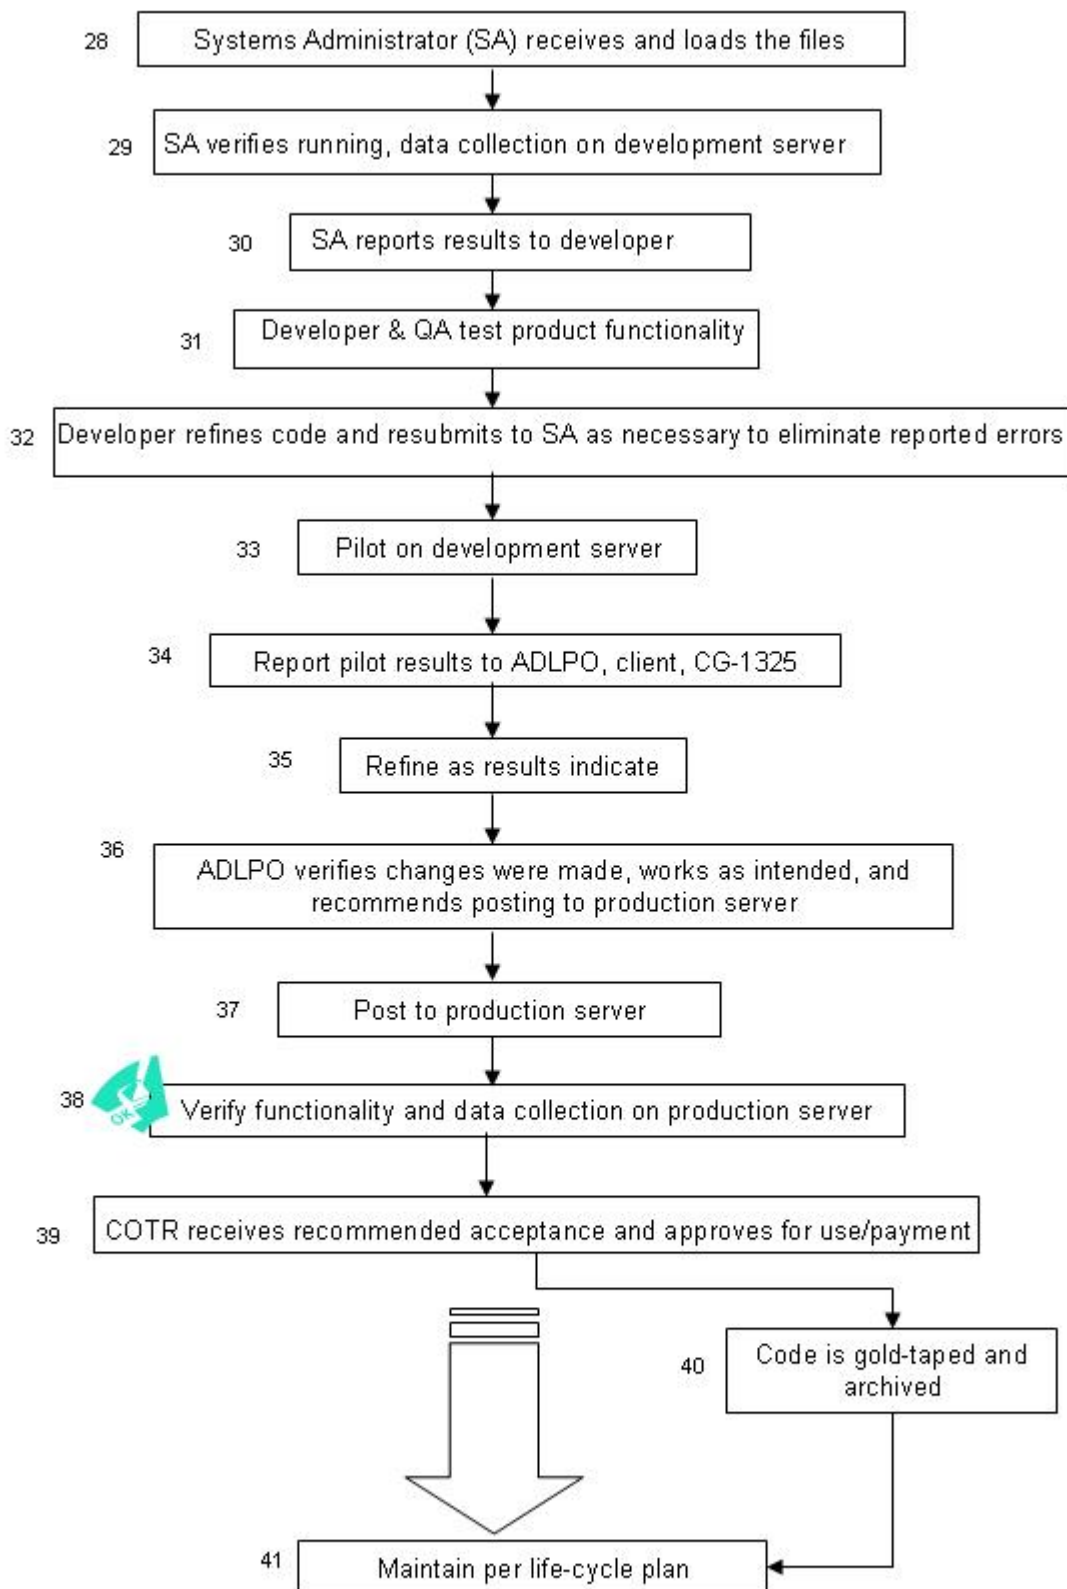 28
Systems Administrator (SA) receives and loads the files
29
SA verifies running, data collection on development server
30
SA reports results to developer
31
Developer & QA test product functionality
32
Developer refines code and resubmits to SA as necessary to eliminate reported errors
33
Pilot on development server
34
Report pilot results to ADLPO, client, CG-1325
35
Refine as results indicate
36
ADLPO verifies changes were made, works as intended, and
recommends posting to production server
37
Post to production server
38
OK
Verify functionality and data collection on production server
39
COTR receives recommended acceptance and approves for use/payment
40
Code is gold-taped and
archived
41
Maintain per life-cycle plan